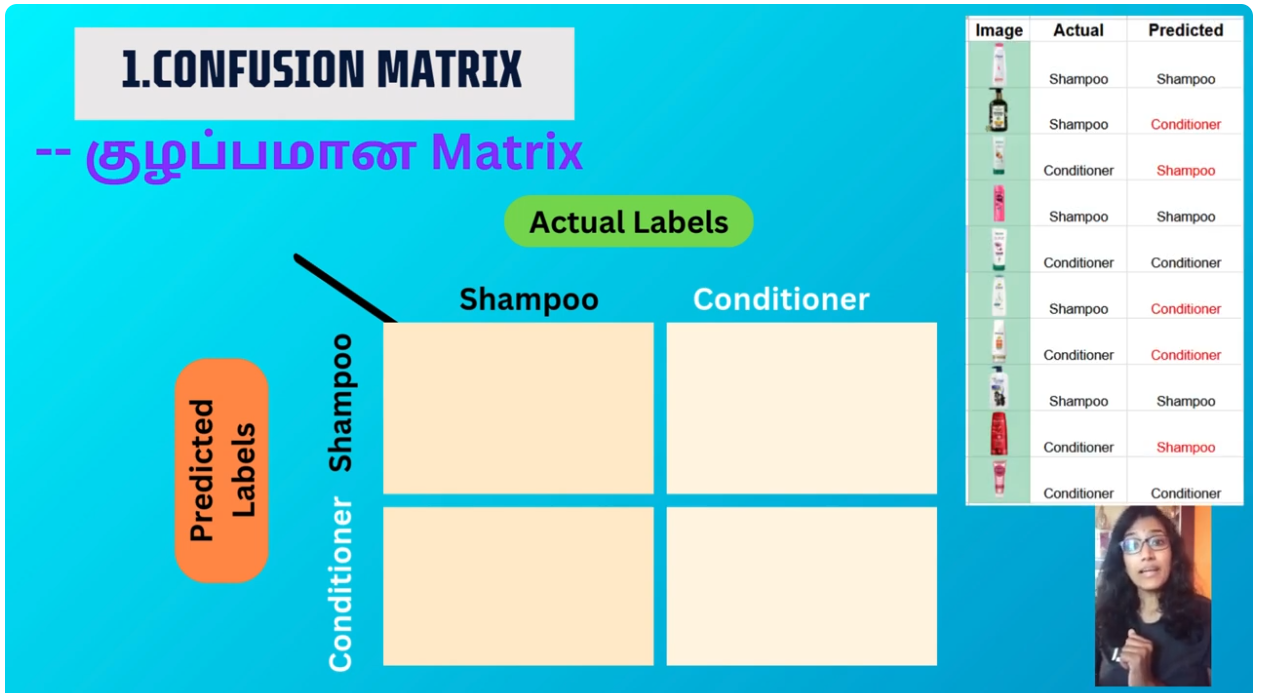 1.CONFUSION MATRIX
-- குழப்பமான Matrix
Actual Labels
Shampoo Conditioner
Predicted
Labels
Shampoo
Conditioner
Image Actual Predicted
Shampoo Shampoo
Shampoo Conditioner
Conditioner Shampoo
Shampoo Shampoo
Conditioner Conditioner
Shampoo Conditioner
Conditioner Conditioner
Shampoo Shampoo
Conditioner Shampoo
Conditioner Conditioner